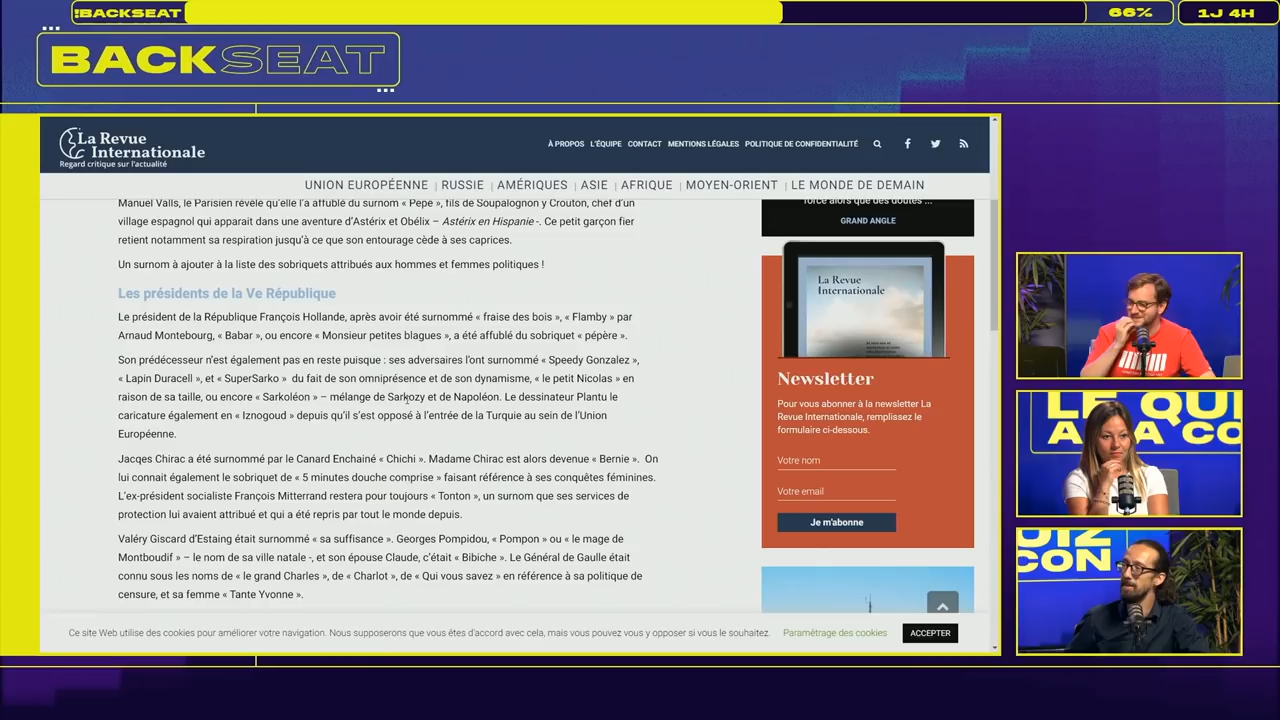 !BACKSEAT
66%
1J 4H
BACKSEAT
La Revue
Internationale
Regard critique sur l'actualité
À PROPOS L'ÉQUIPE CONTACT MENTIONS LÉGALES POLITIQUE DE CONFIDENTIALITÉ
UNION EUROPÉENNE | RUSSIE | AMÉRIQUES | ASIE | AFRIQUE | MOYEN-ORIENT | LE MONDE DE DEMAIN
Manuel Valls, le Parisien révèle qu'elle l'a affublé du surnom « Pepe », fils de Soupalognon y Crouton, chef d'un
village espagnol qui apparait dans une aventure d'Astérix et Obélix – Astérix en Hispanie -. Ce petit garçon fier
retient notamment sa respiration jusqu'à ce que son entourage cède à ses caprices.
Un surnom à ajouter à la liste des sobriquets attribués aux hommes et femmes politiques !
Les présidents de la Ve République
Le président de la République François Hollande, après avoir été surnommé « fraise des bois », « Flamby » par
Arnaud Montebourg, « Babar », ou encore « Monsieur petites blagues », a été affublé du sobriquet « pépère ».
Son prédécesseur n'est également pas en reste puisque : ses adversaires l'ont surnommé « Speedy Gonzalez »,
« Lapin Duracell », et « SuperSarko » du fait de son omniprésence et de son dynamisme, « le petit Nicolas » en
raison de sa taille, ou encore « Sarkoléon » – mélange de Sarkozy et de Napoléon. Le dessinateur Plantu le
caricature également en « Iznogoud » depuis qu'il s'est opposé à l'entrée de la Turquie au sein de l'Union
Européenne.
Jacqes Chirac a été surnommé par le Canard Enchainé « Chichi ». Madame Chirac est alors devenue « Bernie ». On
lui connait également le sobriquet de « 5 minutes douche comprise » faisant référence à ses conquêtes féminines.
L'ex-président socialiste François Mitterrand restera pour toujours « Tonton », un surnom que ses services de
protection lui avaient attribué et qui a été repris par tout le monde depuis.
Valéry Giscard d'Estaing était surnommé « sa suffisance ». Georges Pompidou, « Pompon » ou « le mage de
Montboudif » – le nom de sa ville natale -, et son épouse Claude, c'était « Bibiche ». Le Général de Gaulle était
connu sous les noms de « le grand Charles », de « Charlot », de « Qui vous savez » en référence à sa politique de
censure, et sa femme « Tante Yvonne ».
force alors que des doutes ...
GRAND ANGLE
La Revue
Internationale
Newsletter
Pour vous abonner à la newsletter La
Revue Internationale, remplissez le
formulaire ci-dessous.
Votre nom
Votre email
Je m'abonne
Ce site Web utilise des cookies pour améliorer votre navigation. Nous supposerons que vous êtes d'accord avec cela, mais vous pouvez vous y opposer si vous le souhaitez. Paramétrage des cookies ACCEPTER
LE QUI
A LA CO
UIZ
CON